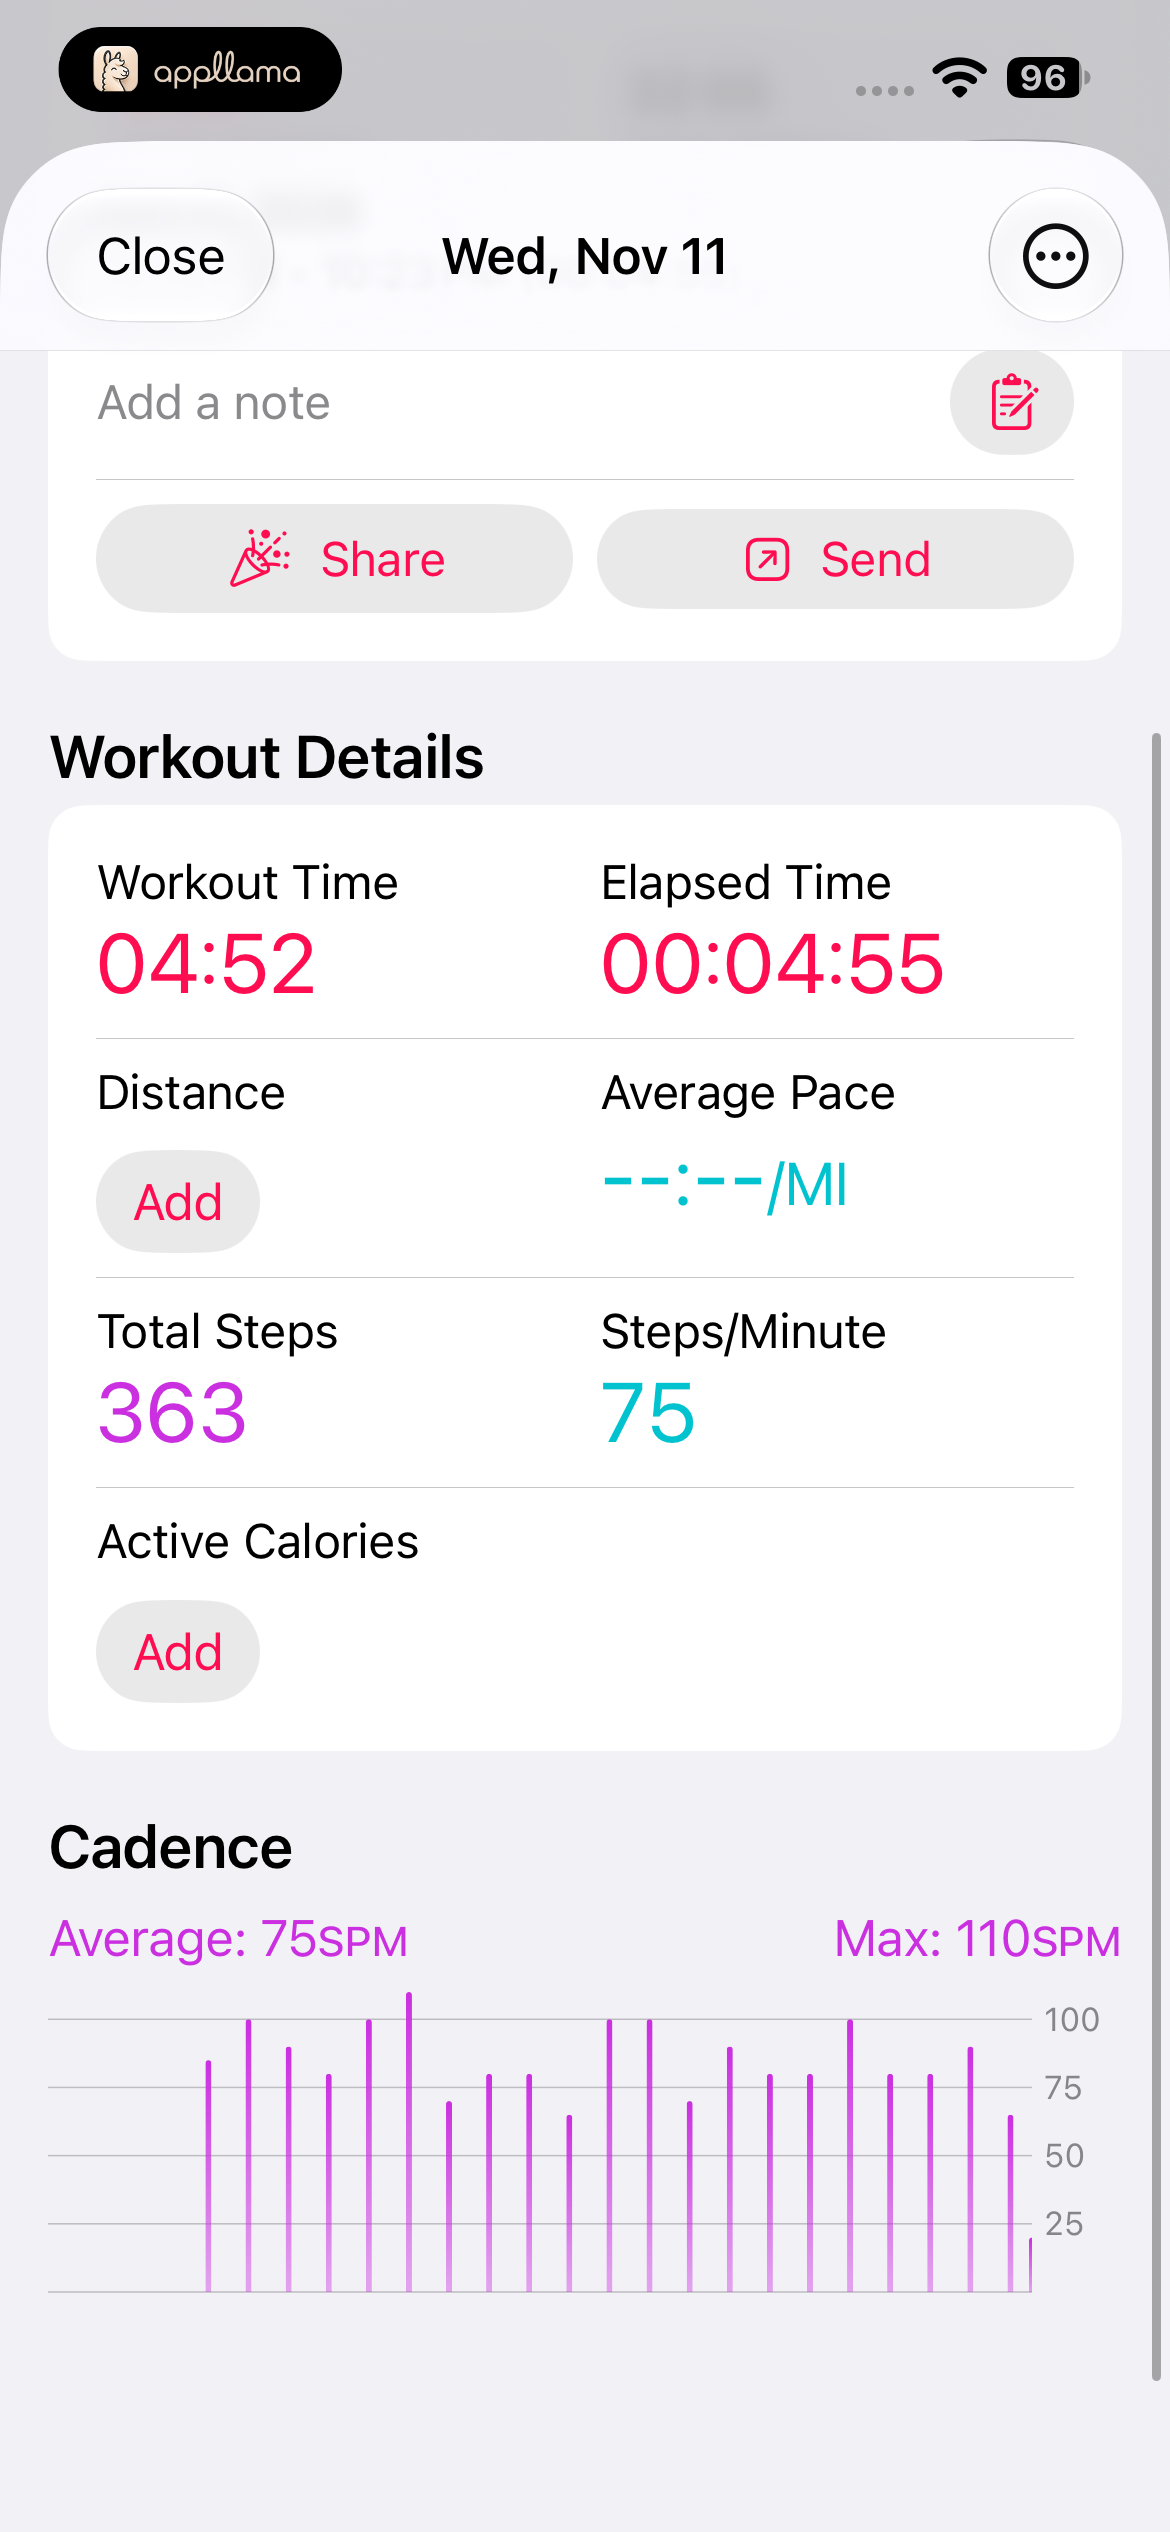 appllama
96
Close
Wed, Nov 11
Add a note
Share
Send
Workout Details
Workout Time
Elapsed Time
04:52
00:04:55
Distance
Average Pace
Add
--:--/MI
Total Steps
Steps/Minute
363
75
Active Calories
Add
Cadence
Average: 75SPM
Max: 110SPM
100
75
50
25